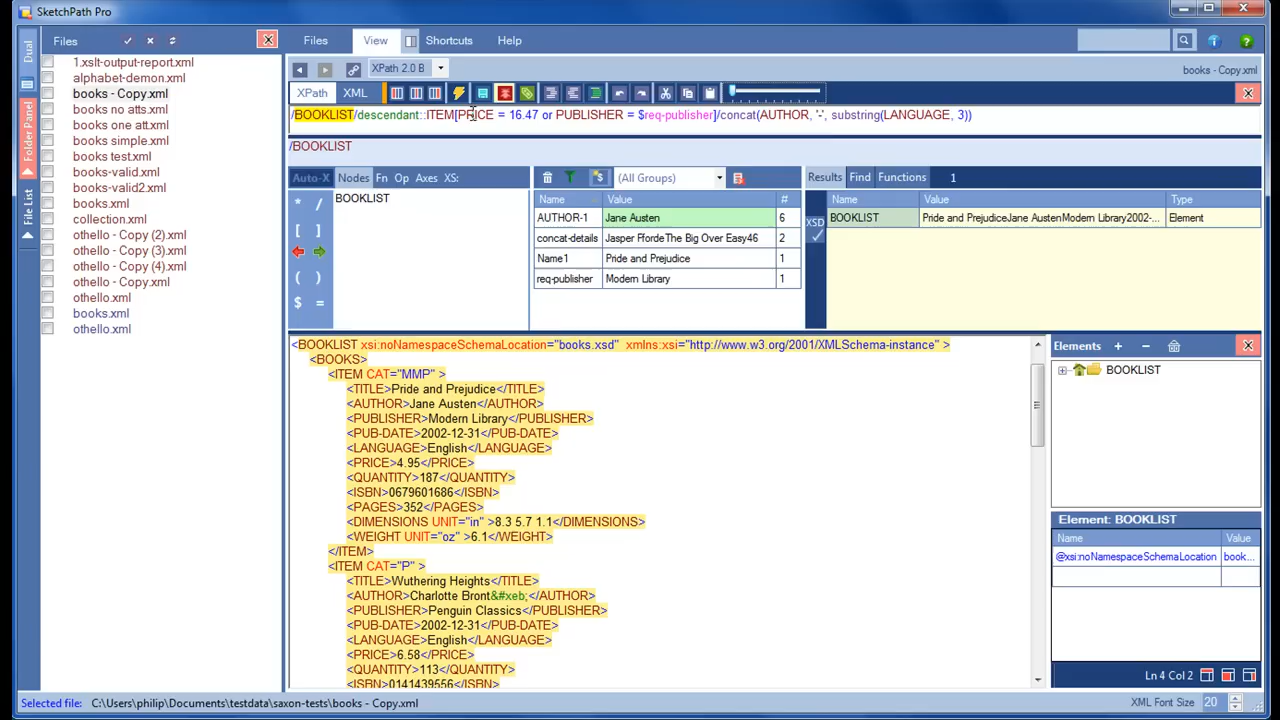 SketchPath Pro
Files
Files View Shortcuts Help
Dual
Folder Panel
File List
1.xslt-output-report.xml
alphabet-demon.xml
books - Copy.xml
books no atts.xml
books one att.xml
books simple.xml
books test.xml
books-valid.xml
books-valid2.xml
books.xml
collection.xml
othello - Copy (2).xml
othello - Copy (3).xml
othello - Copy (4).xml
othello - Copy.xml
othello.xml
books.xml
othello.xml
XPath 2.0 B
books - Copy.xml
XPath XML
/BOOKLIST/descendant::ITEM[PRICE = 16.47 or PUBLISHER = $req-publisher]/concat(AUTHOR, '-', substring(LANGUAGE, 3))
/BOOKLIST
Auto-X Nodes Fn Op Axes XS:
* /
[ ]
( )
$ =
BOOKLIST
(All Groups)
Name Value #
AUTHOR-1 Jane Austen 6
concat-details Jasper FfordeThe Big Over Easy46 2
Name1 Pride and Prejudice 1
req-publisher Modern Library 1
Results Find Functions 1
XSD
Name Value Type
BOOKLIST Pride and PrejudiceJane AustenModern Library2002-... Element
<BOOKLIST xsi:noNamespaceSchemaLocation="books.xsd" xmlns:xsi="http://www.w3.org/2001/XMLSchema-instance" >
<BOOKS>
<ITEM CAT="MMP" >
<TITLE>Pride and Prejudice</TITLE>
<AUTHOR>Jane Austen</AUTHOR>
<PUBLISHER>Modern Library</PUBLISHER>
<PUB-DATE>2002-12-31</PUB-DATE>
<LANGUAGE>English</LANGUAGE>
<PRICE>4.95</PRICE>
<QUANTITY>187</QUANTITY>
<ISBN>0679601686</ISBN>
<PAGES>352</PAGES>
<DIMENSIONS UNIT="in" >8.3 5.7 1.1</DIMENSIONS>
<WEIGHT UNIT="oz" >6.1</WEIGHT>
</ITEM>
<ITEM CAT="P" >
<TITLE>Wuthering Heights</TITLE>
<AUTHOR>Charlotte Bront&#xeb;</AUTHOR>
<PUBLISHER>Penguin Classics</PUBLISHER>
<PUB-DATE>2002-12-31</PUB-DATE>
<LANGUAGE>English</LANGUAGE>
<PRICE>6.58</PRICE>
<QUANTITY>113</QUANTITY>
<ISBN>0141439556</ISBN>
Elements + -
BOOKLIST
Element: BOOKLIST
Name Value
@xsi:noNamespaceSchemaLocation book...
Ln 4 Col 2
Selected file: C:\Users\philip\Documents\testdata\saxon-tests\books - Copy.xml
XML Font Size 20